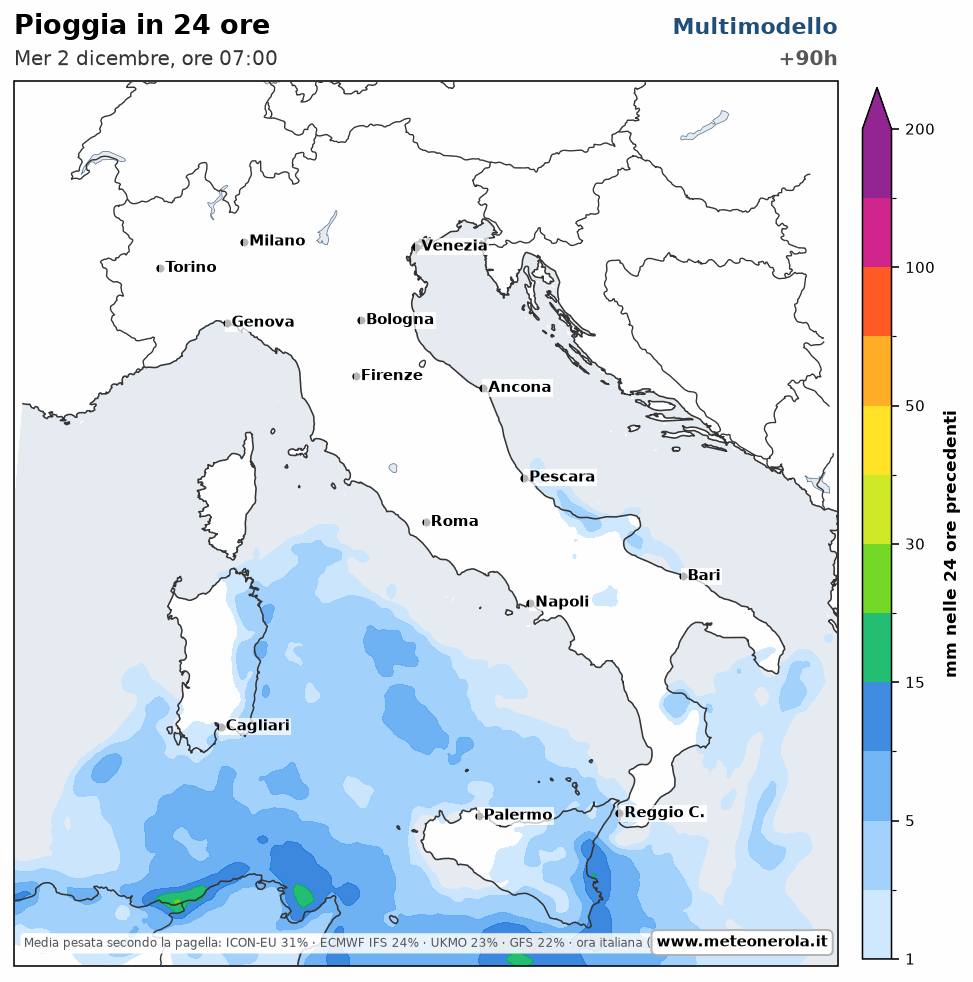 Pioggia in 24 ore
Multimodello
Mer 2 dicembre, ore 07:00
+90h
Milano
Venezia
Torino
Genova
Bologna
Firenze
Ancona
Pescara
Roma
Bari
Napoli
Cagliari
Palermo
Reggio C.
200
100
50
30
15
5
1
mm nelle 24 ore precedenti
Media pesata secondo la pagella: ICON-EU 31% · ECMWF IFS 24% · UKMO 23% · GFS 22% · ora italiana (
www.meteonerola.it